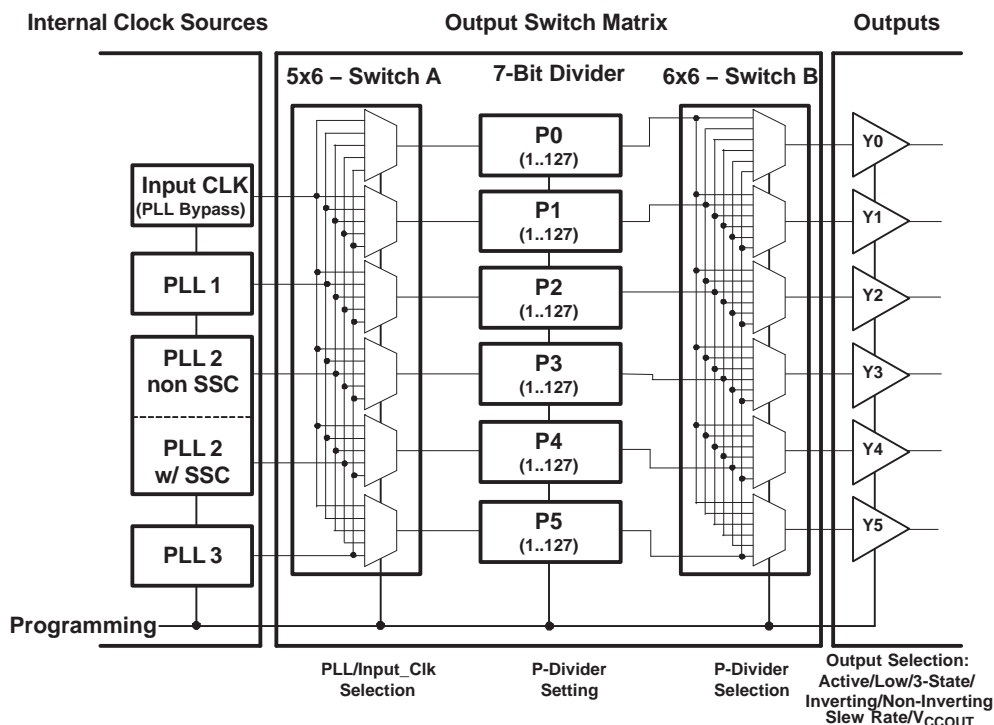 Internal Clock Sources
Output Switch Matrix
Outputs
5x6 – Switch A
7-Bit Divider
6x6 – Switch B
Input CLK
(PLL Bypass)
PLL 1
PLL 2
non SSC
PLL 2
w/ SSC
PLL 3
P0
(1..127)
P1
(1..127)
P2
(1..127)
P3
(1..127)
P4
(1..127)
P5
(1..127)
Y0
Y1
Y2
Y3
Y4
Y5
Programming
PLL/Input_Clk
Selection
P-Divider
Setting
P-Divider
Selection
Output Selection:
Active/Low/3-State/
Inverting/Non-Inverting
Slew Rate/VCCOUT